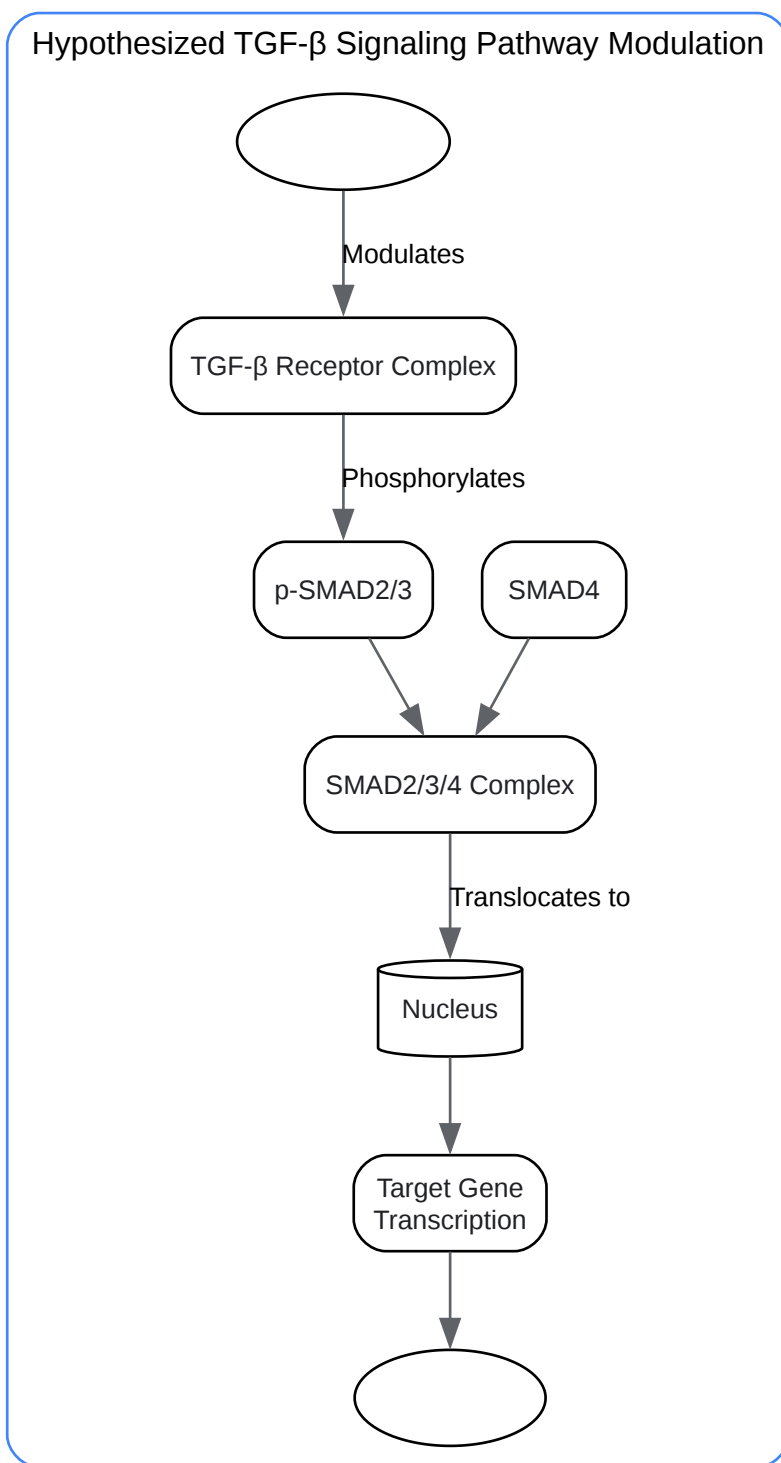 Hypothesized TGF-β Signaling Pathway Modulation
Modulates
TGF-β Receptor Complex
Phosphorylates
p-SMAD2/3
SMAD4
SMAD2/3/4 Complex
Translocates to
Nucleus
Target Gene
Transcription